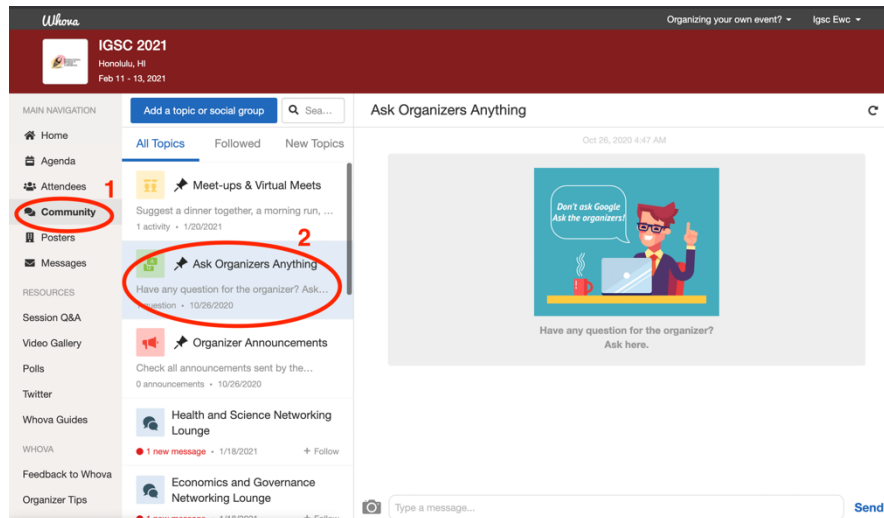 Whova
Organizing your own event?
Igsc Ewc
IGSC 2021
Honolulu, HI
Feb 11 - 13, 2021
MAIN NAVIGATION
Home
Agenda
Attendees
1
Community
Posters
Messages
RESOURCES
Session Q&A
Video Gallery
Polls
Twitter
Whova Guides
WHOVA
Feedback to Whova
Organizer Tips
Add a topic or social group
Sea...
All Topics Followed New Topics
Meet-ups & Virtual Meets
Suggest a dinner together, a morning run, ...
1 activity • 1/20/2021
2
Ask Organizers Anything
Have any question for the organizer? Ask...
question • 10/26/2020
Organizer Announcements
Check all announcements sent by the...
0 announcements • 10/26/2020
Health and Science Networking
Lounge
1 new message • 1/18/2021 + Follow
Economics and Governance
Networking Lounge
1 new message • 1/18/2021 + Follow
Ask Organizers Anything
Oct 26, 2020 4:47 AM
Don't ask Google
Ask the organizers!
Have any question for the organizer?
Ask here.
Type a message...
Send